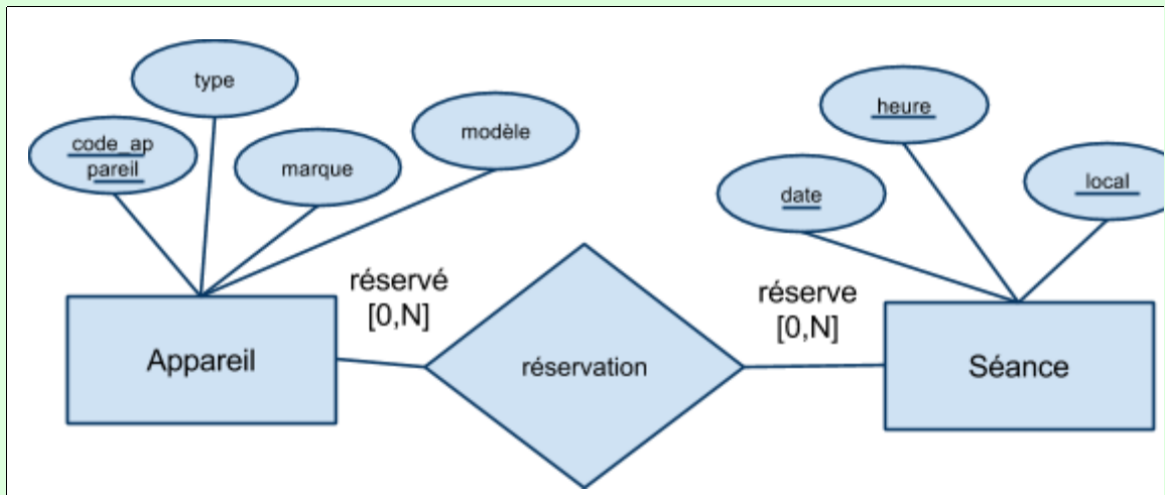 type
code_ap
pareil
marque
modèle
heure
date
local
réservé
[0,N]
réserve
[0,N]
Appareil
réservation
Séance